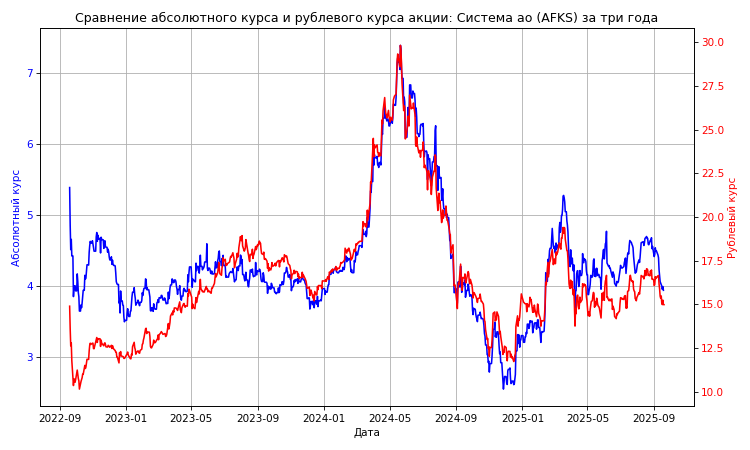 Сравнение абсолютного курса и рублевого курса акции: Система ао (AFKS) за три года
7
6
5
4
3
Абсолютный курс
30.0
27.5
25.0
22.5
20.0
17.5
15.0
12.5
10.0
Рублевый курс
2022-09 2023-01 2023-05 2023-09 2024-01 2024-05 2024-09 2025-01 2025-05 2025-09
Дата